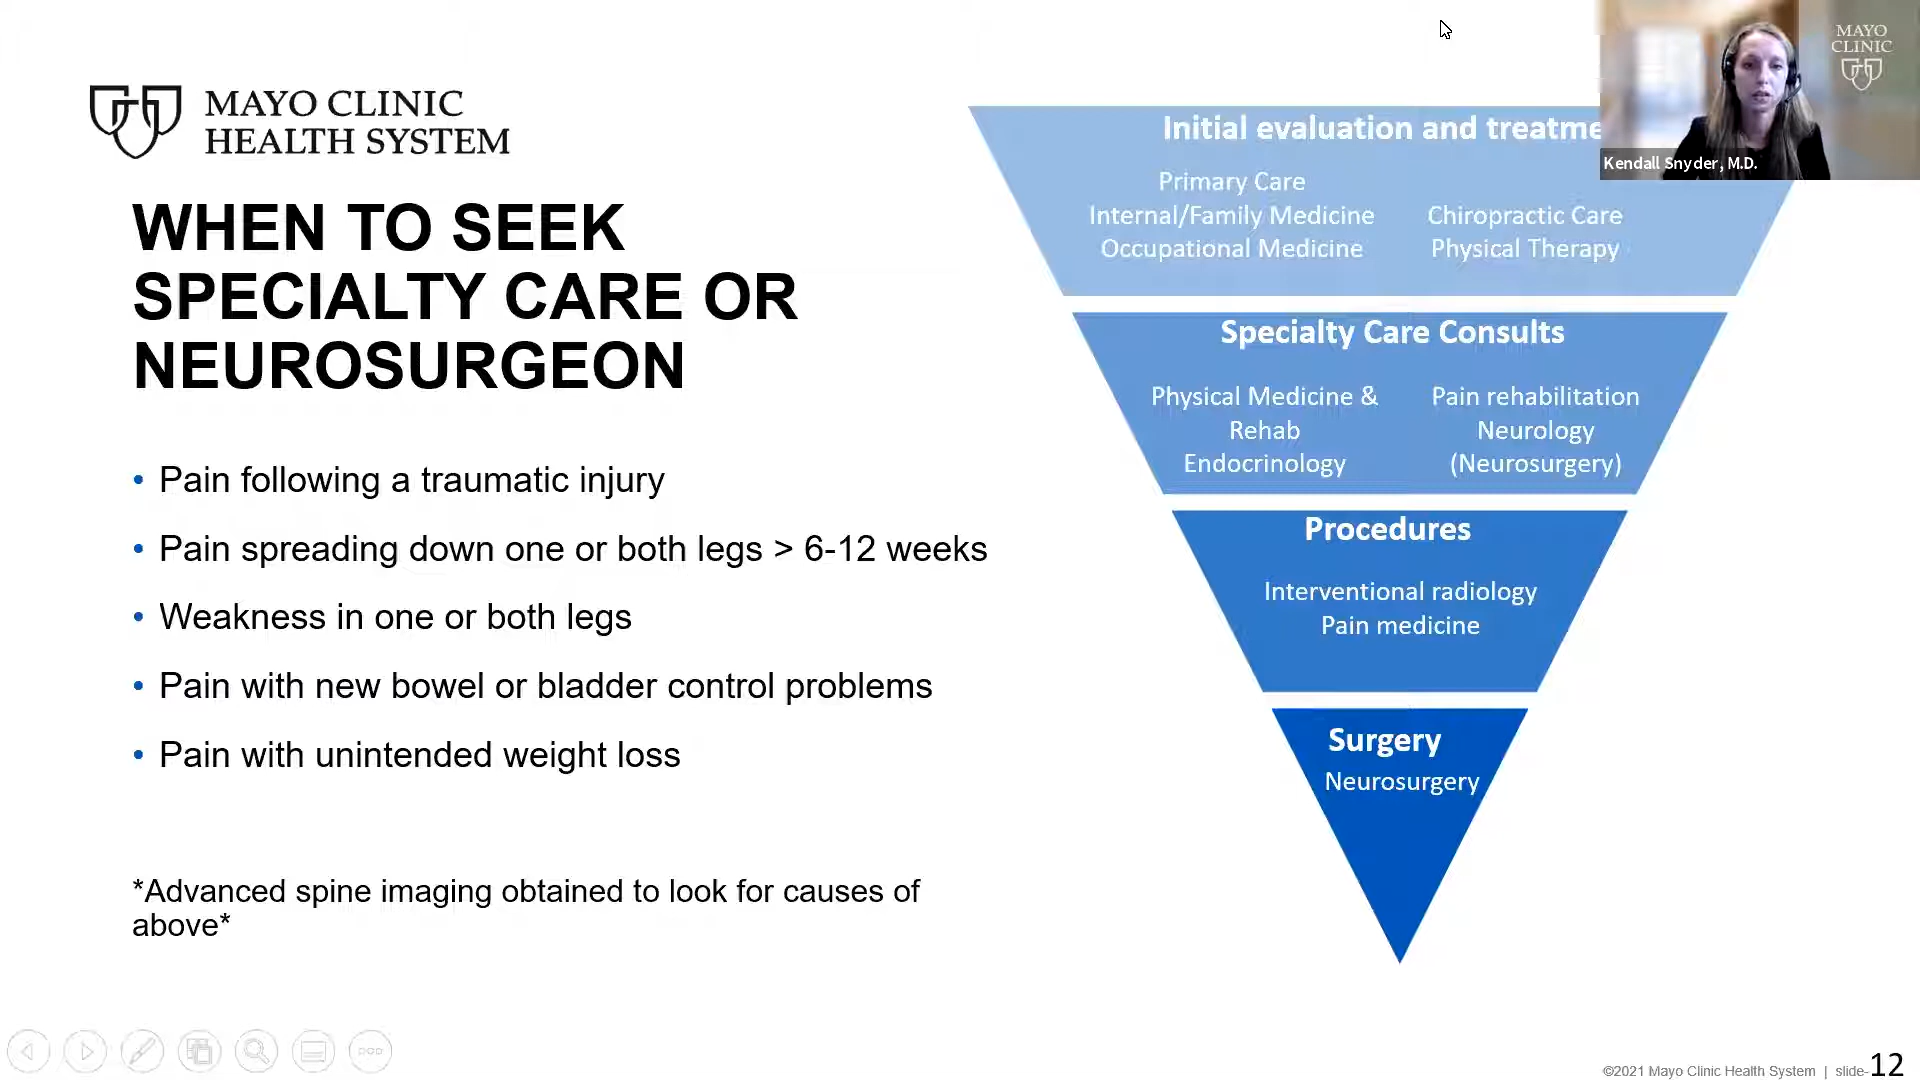 MAYO CLINIC
HEALTH SYSTEM
WHEN TO SEEK
SPECIALTY CARE OR
NEUROSURGEON
• Pain following a traumatic injury
• Pain spreading down one or both legs > 6-12 weeks
• Weakness in one or both legs
• Pain with new bowel or bladder control problems
• Pain with unintended weight loss
*Advanced spine imaging obtained to look for causes of
above*
Initial evaluation and treatme
Primary Care
Internal/Family Medicine
Occupational Medicine
Chiropractic Care
Physical Therapy
Specialty Care Consults
Physical Medicine &
Rehab
Endocrinology
Pain rehabilitation
Neurology
(Neurosurgery)
Procedures
Interventional radiology
Pain medicine
Surgery
Neurosurgery
MAYO
CLINIC
Kendall Snyder, M.D.
©2021 Mayo Clinic Health System | slide-12